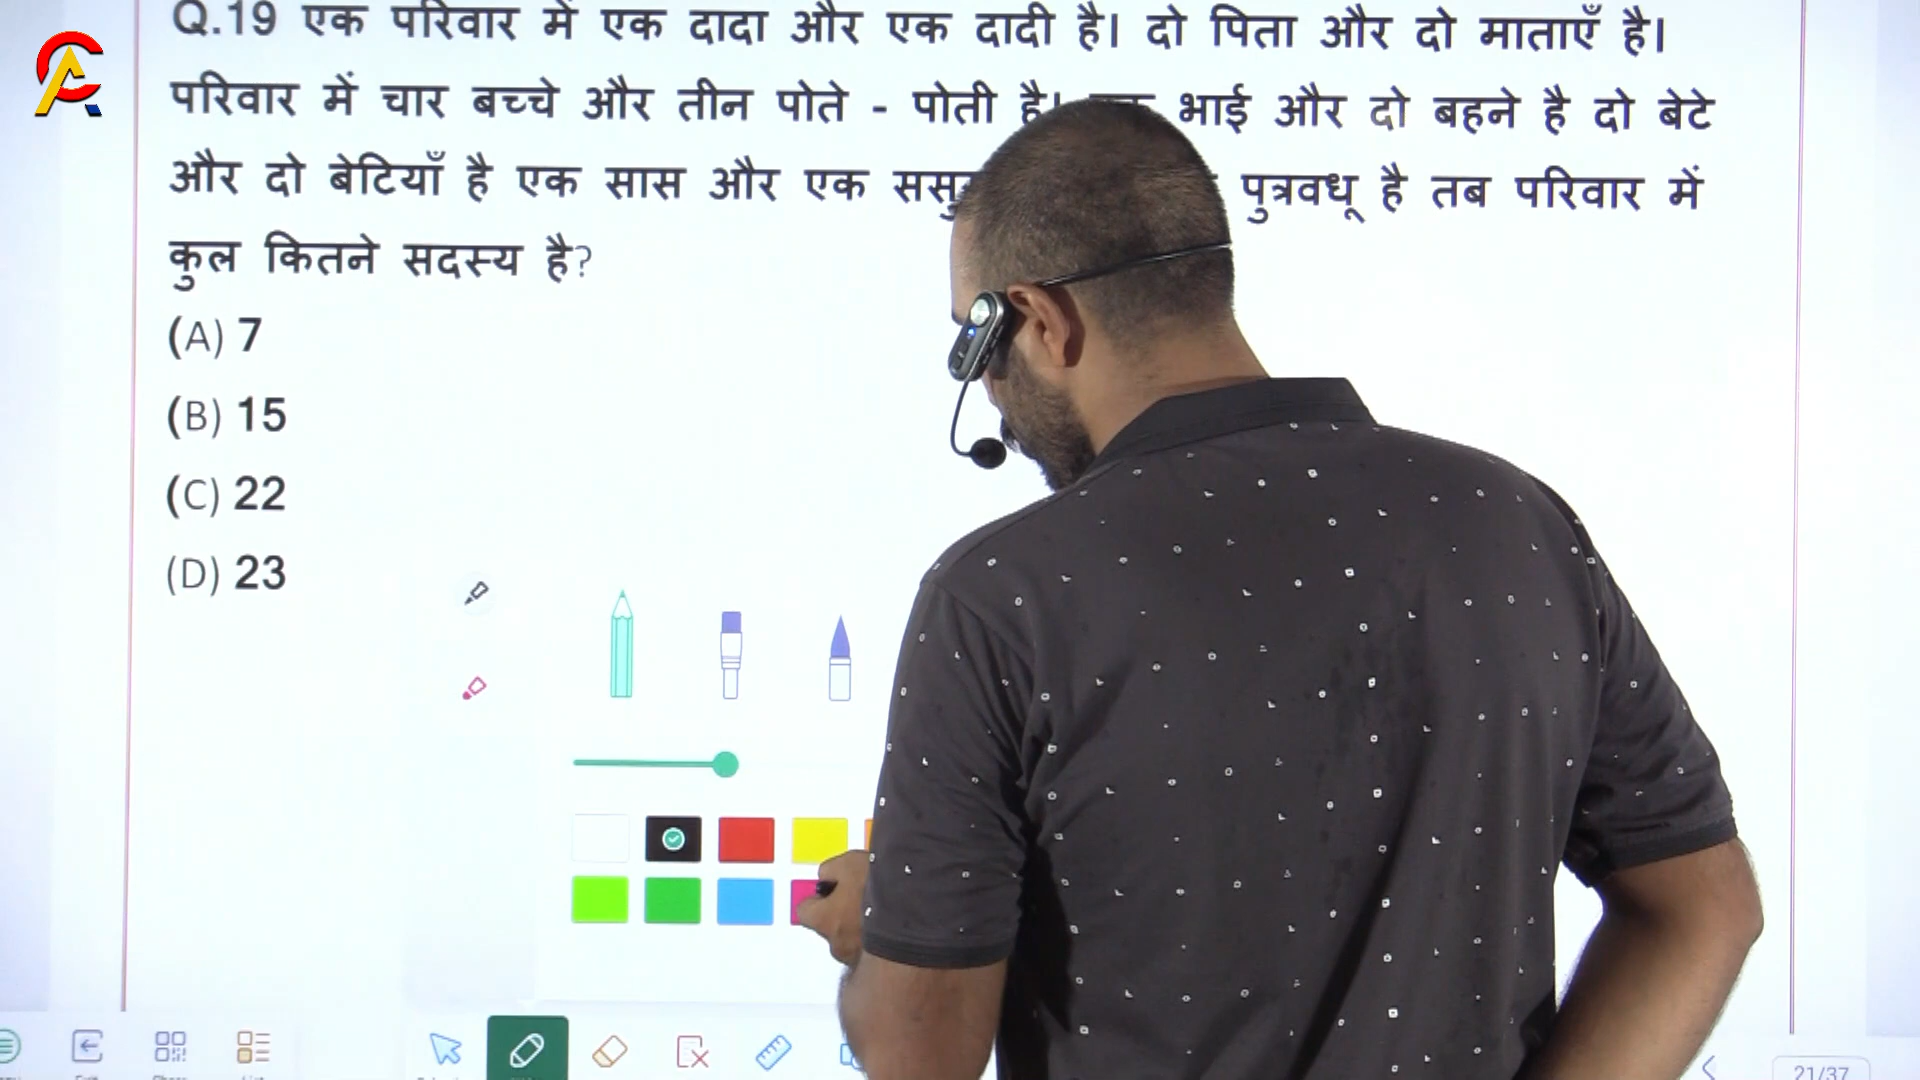 Q.19 एक परिवार में एक दादा और एक दादी है। दो पिता और दो माताएँ है।
परिवार में चार बच्चे और तीन पोते - पोती है। भाई और दो बहने है दो बेटे
और दो बेटियाँ है एक सास और एक पुत्रवधू है तब परिवार में
कुल कितने सदस्य है?
(A) 7
(B) 15
(C) 22
(D) 23
21/37